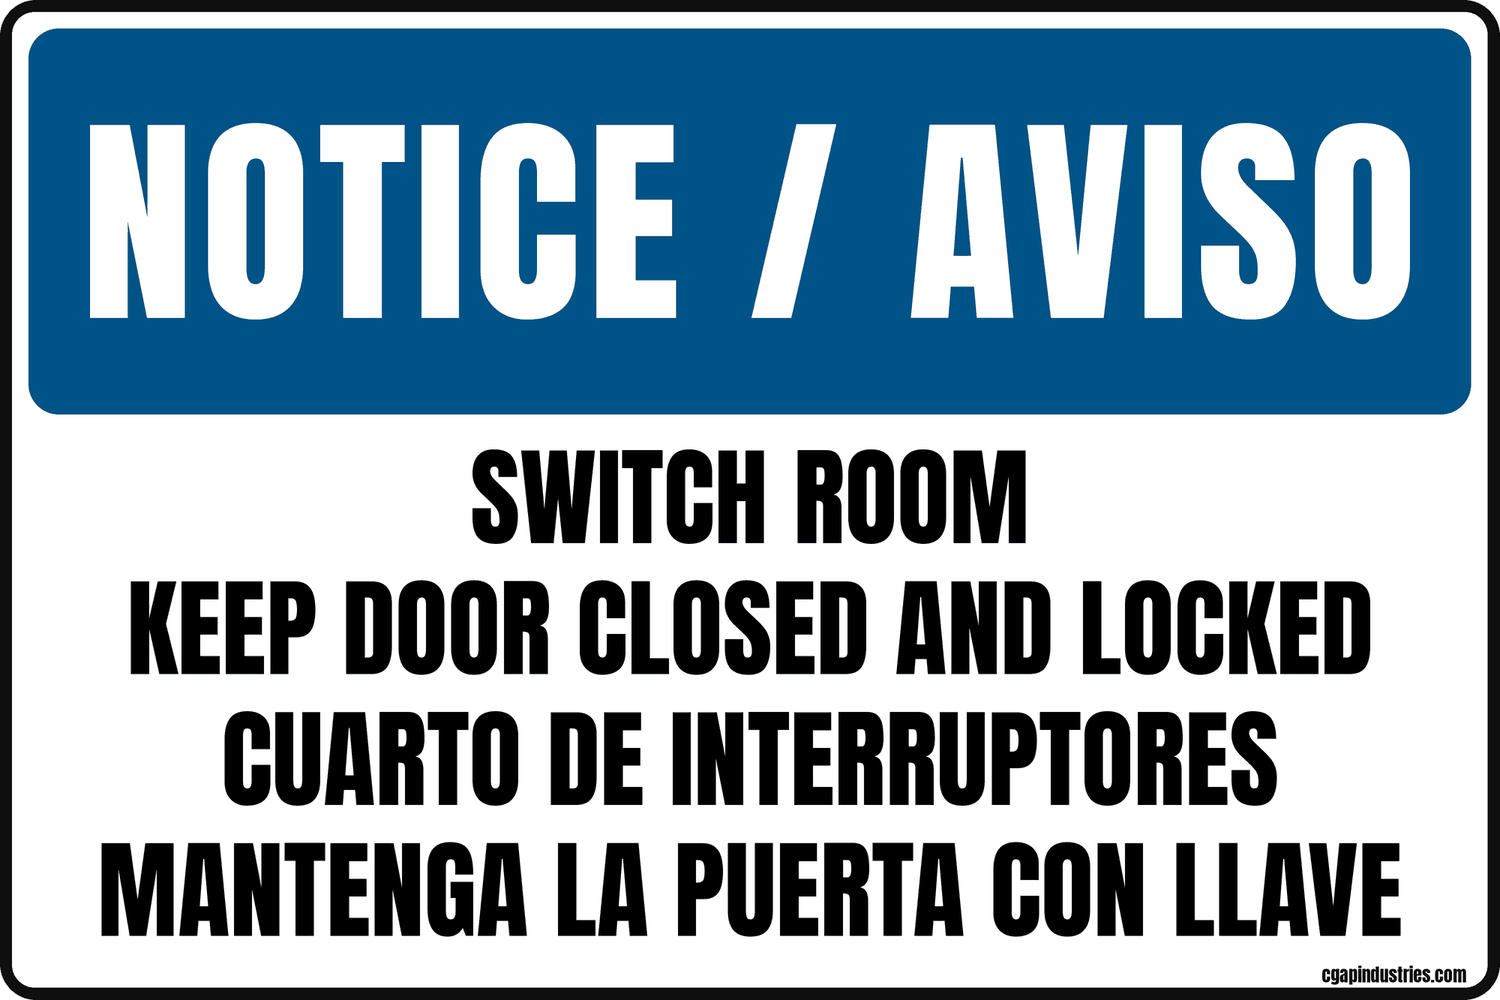 NOTICE / AVISO
SWITCH ROOM
KEEP DOOR CLOSED AND LOCKED
CUARTO DE INTERRUPTORES
MANTENGA LA PUERTA CON LLAVE
cgapindustries.com